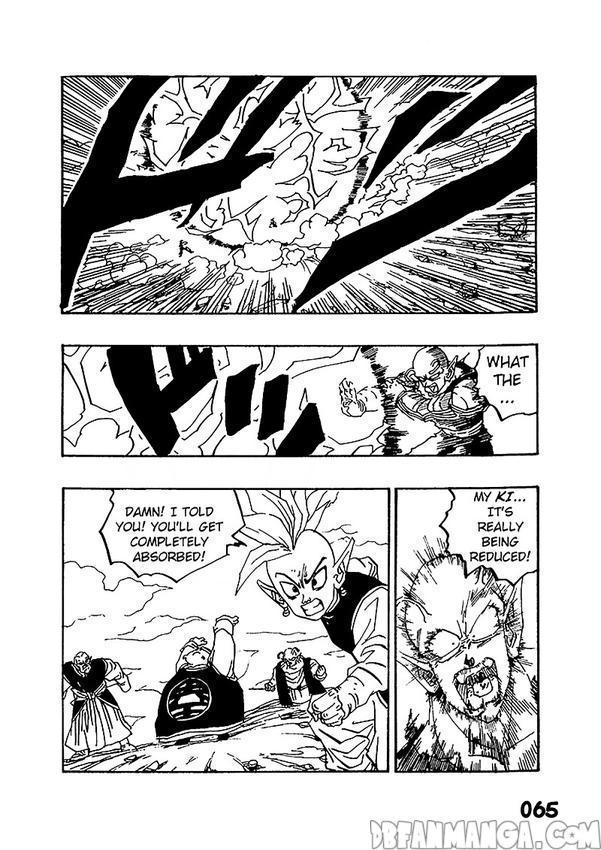 WHAT
THE
...
MY KI...
IT'S
REALLY
BEING
REDUCED!
DAMN! I TOLD
YOU! YOU'LL GET
COMPLETELY
ABSORBED!
065
DBFANMANGA.COM